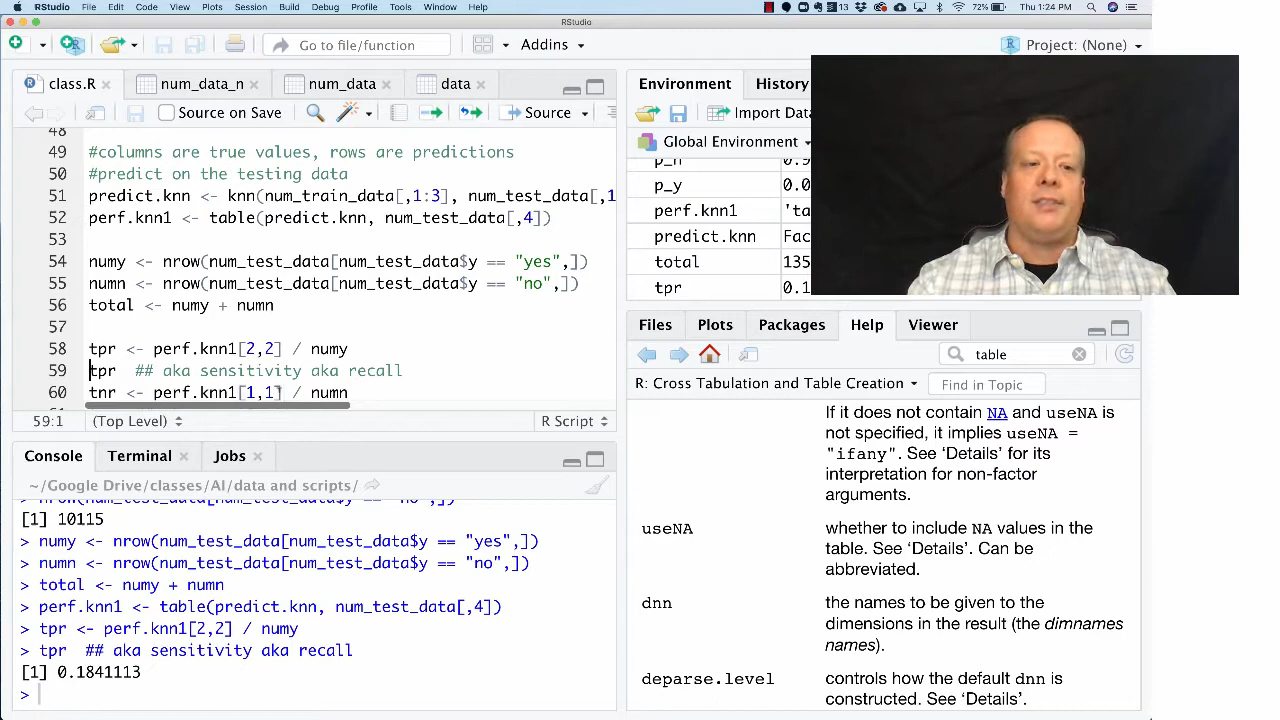 RStudio File Edit Code View Plots Session Build Debug Profile Tools Window Help
13
72% Thu 1:24 PM
RStudio
Go to file/function
Addins
Project: (None)
class.R
num_data_n
num_data
data
Source on Save
Source
48
49 #columns are true values, rows are predictions
50 #predict on the testing data
51 predict.knn <- knn(num_train_data[,1:3], num_test_data[,1
52 perf.knn1 <- table(predict.knn, num_test_data[,4])
53
54 numy <- nrow(num_test_data[num_test_data$y == "yes",])
55 numn <- nrow(num_test_data[num_test_data$y == "no",])
56 total <- numy + numn
57
58 tpr <- perf.knn1[2,2] / numy
59 tpr ## aka sensitivity aka recall
60 tnr <- perf.knn1[1,1] / numn
59:1 (Top Level) R Script
Console Terminal Jobs
~/Google Drive/classes/AI/data and scripts/
nrow(num_test_data[num_test_data$y == "no",])
[1] 10115
> numy <- nrow(num_test_data[num_test_data$y == "yes",])
> numn <- nrow(num_test_data[num_test_data$y == "no",])
> total <- numy + numn
> perf.knn1 <- table(predict.knn, num_test_data[,4])
> tpr <- perf.knn1[2,2] / numy
> tpr ## aka sensitivity aka recall
[1] 0.1841113
>
Environment History
Import Data
Global Environment
p_n 0.9
p_y 0.0
perf.knn1 'ta
predict.knn Fac
total 135
tpr 0.1
Files Plots Packages Help Viewer
table
R: Cross Tabulation and Table Creation
Find in Topic
If it does not contain NA and useNA is
not specified, it implies useNA =
"ifany". See ‘Details’ for its
interpretation for non-factor
arguments.
useNA whether to include NA values in the
table. See ‘Details’. Can be
abbreviated.
dnn the names to be given to the
dimensions in the result (the dimnames
names).
deparse.level controls how the default dnn is
constructed. See ‘Details’.